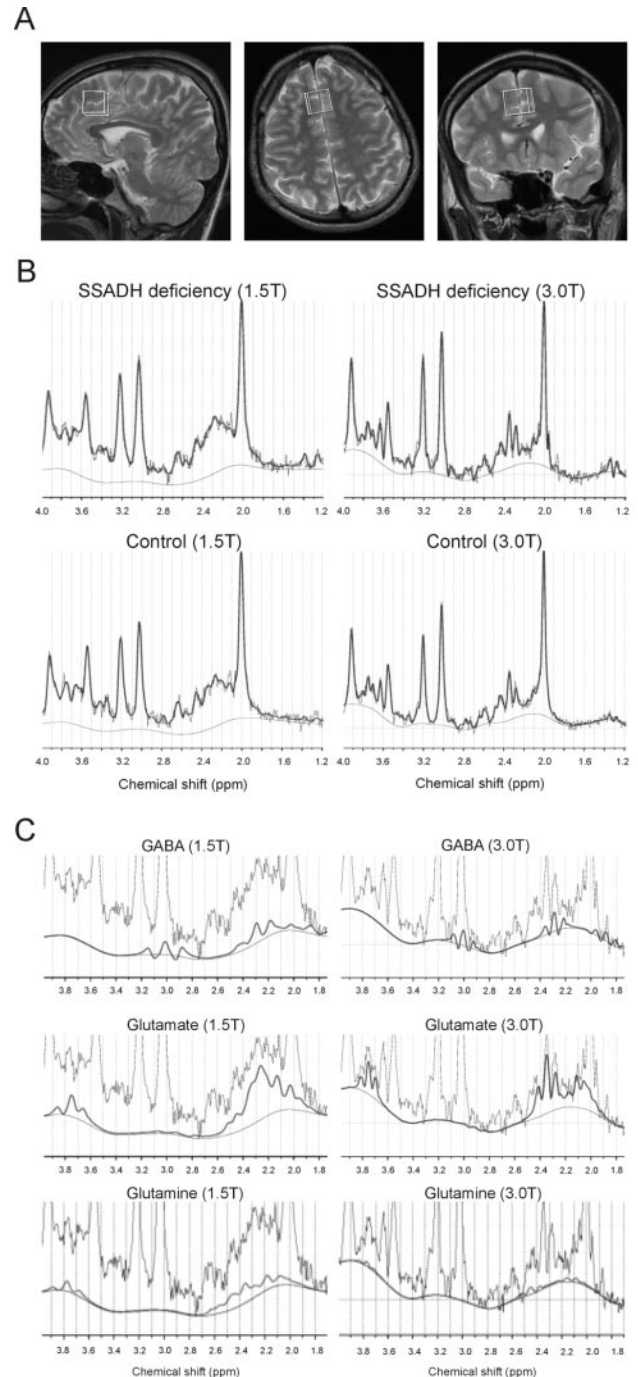 A
B
SSADH deficiency (1.5T) SSADH deficiency (3.0T)
4.0 3.6 3.2 2.8 2.4 2.0 1.6 1.2 4.0 3.6 3.2 2.8 2.4 2.0 1.6 1.2
Control (1.5T) Control (3.0T)
4.0 3.6 3.2 2.8 2.4 2.0 1.6 1.2 4.0 3.6 3.2 2.8 2.4 2.0 1.6 1.2
Chemical shift (ppm) Chemical shift (ppm)
C
GABA (1.5T) GABA (3.0T)
3.8 3.6 3.4 3.2 3.0 2.8 2.6 2.4 2.2 2.0 1.8 3.8 3.6 3.4 3.2 3.0 2.8 2.6 2.4 2.2 2.0 1.8
Glutamate (1.5T) Glutamate (3.0T)
3.8 3.6 3.4 3.2 3.0 2.8 2.6 2.4 2.2 2.0 1.8 3.8 3.6 3.4 3.2 3.0 2.8 2.6 2.4 2.2 2.0 1.8
Glutamine (1.5T) Glutamine (3.0T)
3.8 3.6 3.4 3.2 3.0 2.8 2.6 2.4 2.2 2.0 1.8 3.8 3.6 3.4 3.2 3.0 2.8 2.6 2.4 2.2 2.0 1.8
Chemical shift (ppm) Chemical shift (ppm)